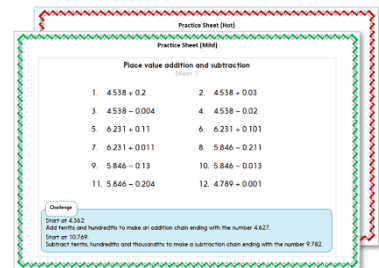 Practice Sheet (Hot)
Practice Sheet (Mild)
Place value addition and subtraction
Sheet 1
1. 4.538 + 0.2
2. 4.538 + 0.03
3. 4.538 – 0.004
4. 4.538 – 0.02
5. 6.231 + 0.11
6. 6.231 + 0.101
7. 6.231 + 0.011
8. 5.846 – 0.211
9. 5.846 – 0.13
10. 5.846 – 0.013
11. 5.846 – 0.204
12. 4.789 + 0.001
Challenge
Start at 4.362.
Add tenths and hundredths to make an addition chain ending with the number 4.627.
Start at 10.769.
Subtract tenths, hundredths and thousandths to make a subtraction chain ending with the number 9.782.